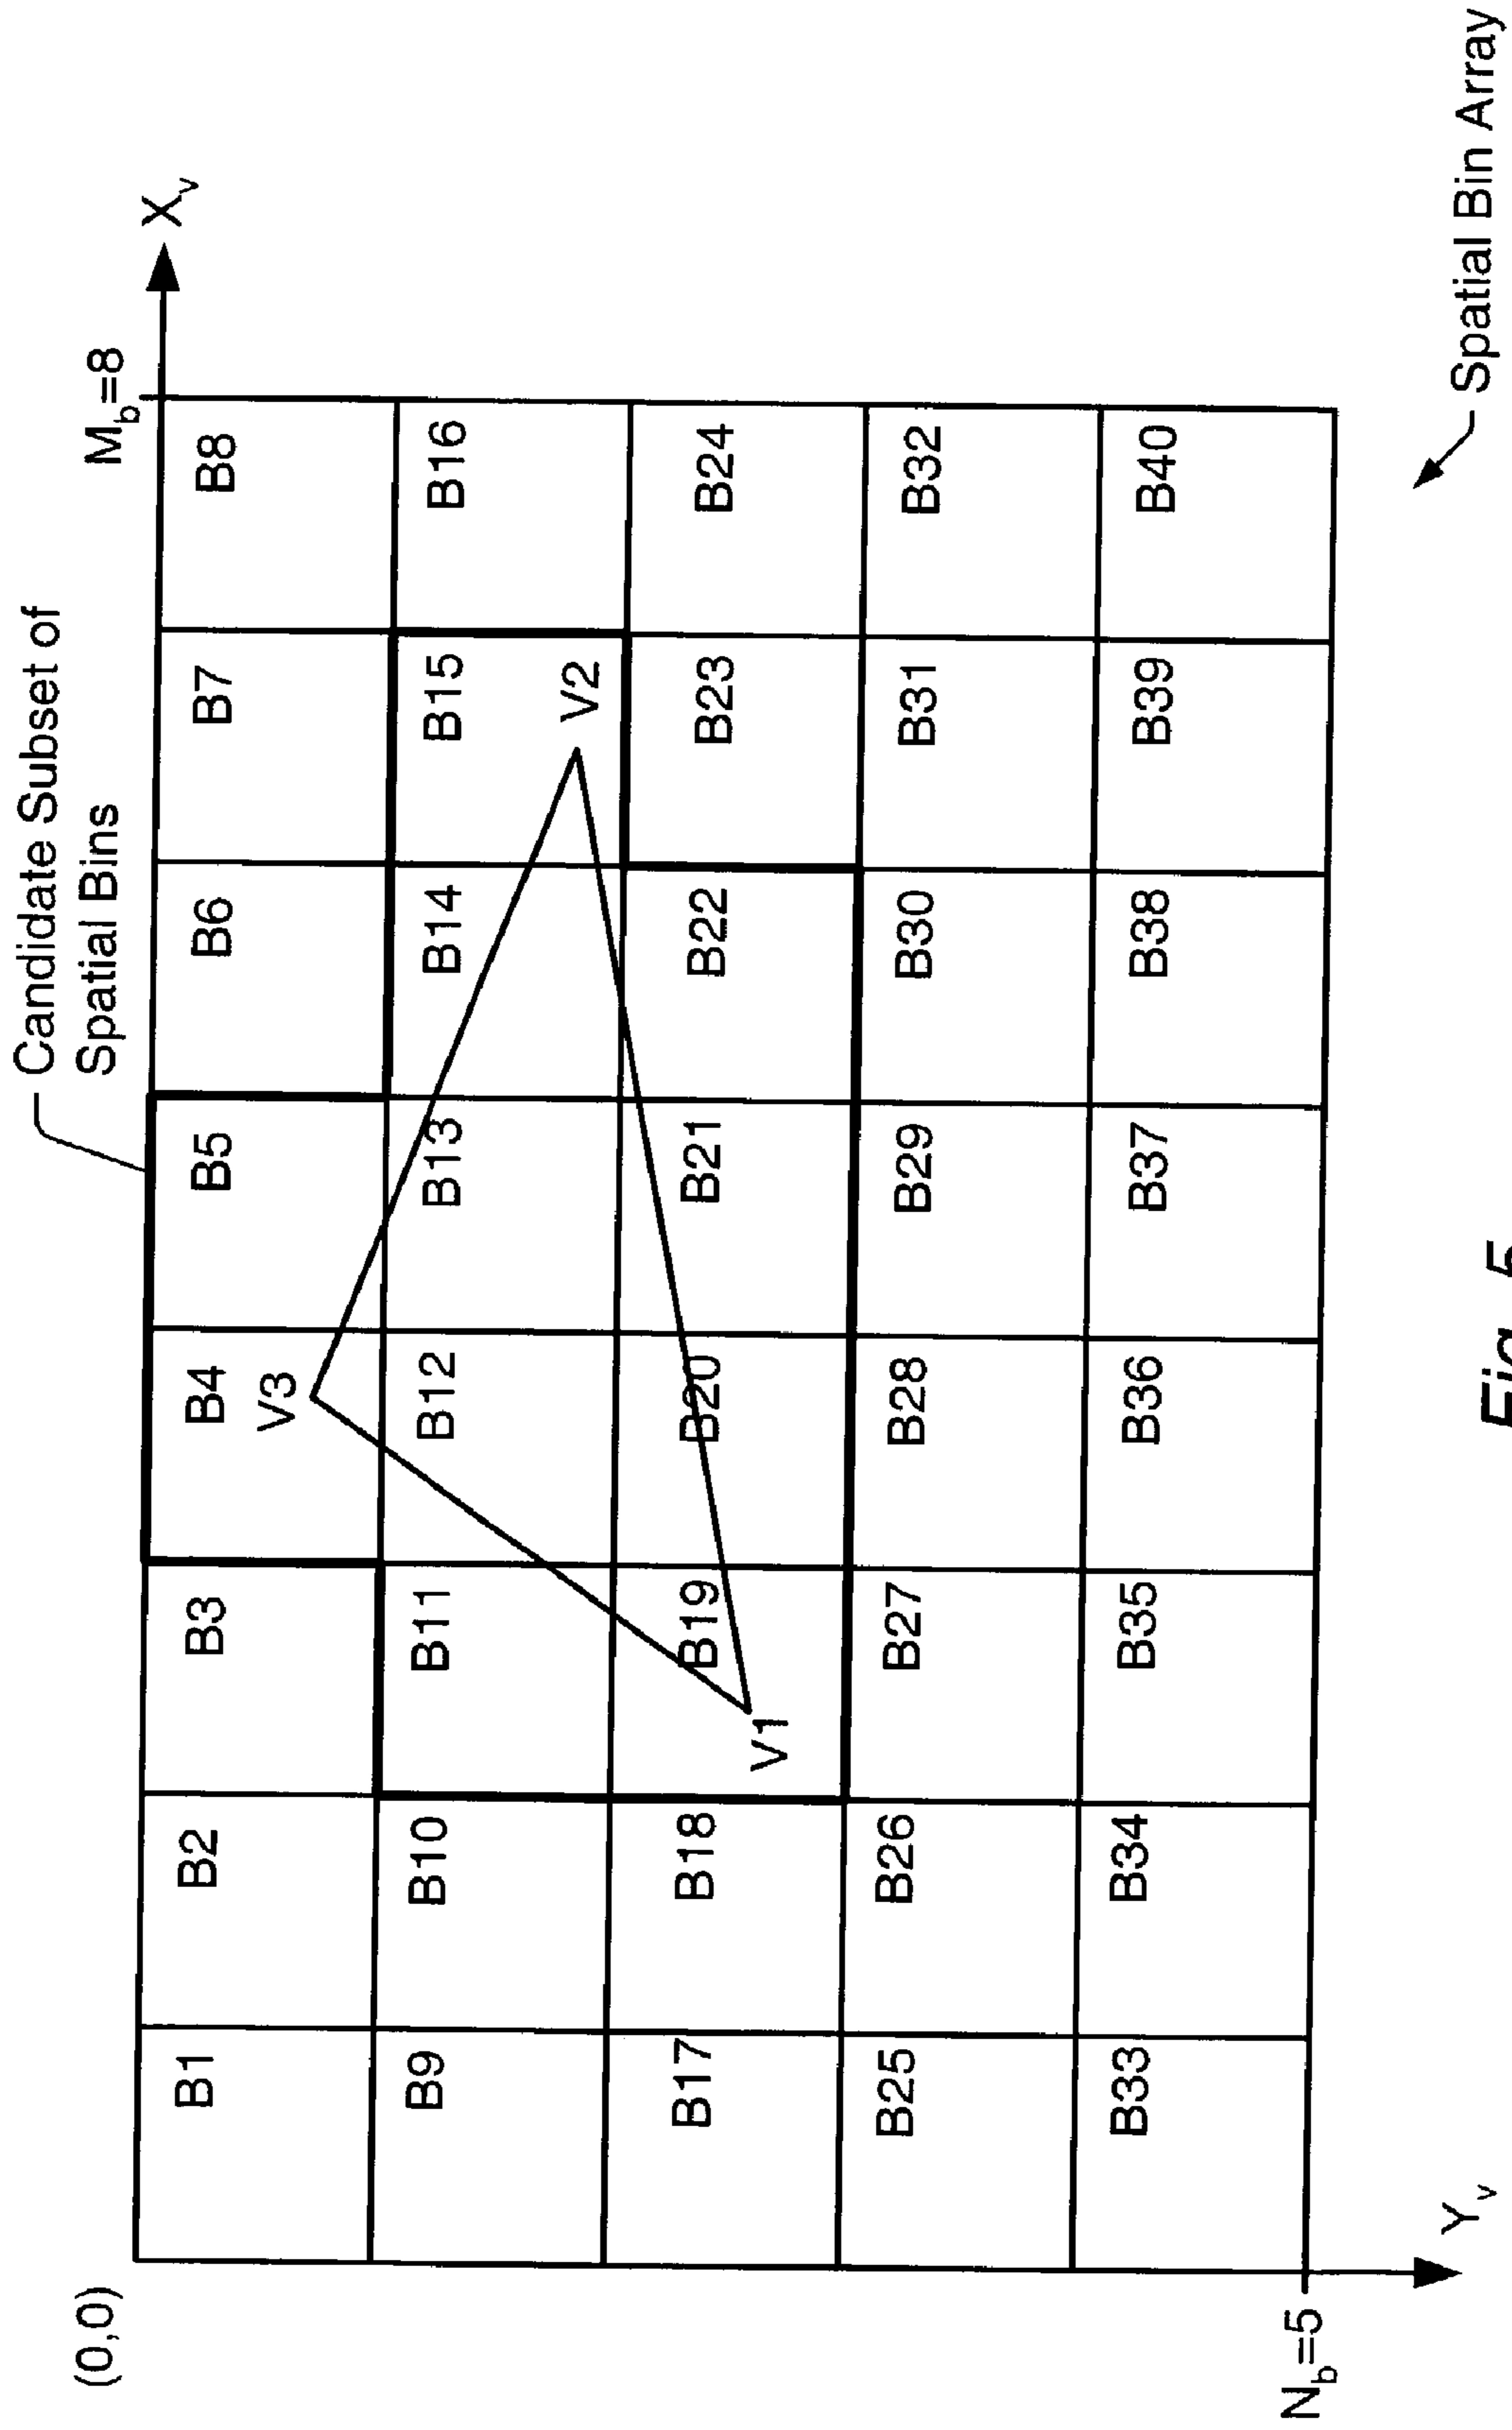 Candidate Subset of
Spatial Bins
(0,0)
M_b=8
X_v
B1 B2 B3 B4 B5 B6 B7 B8
V3
B9 B10 B11 B12 B13 B14 B15 B16
V2
B17 B18 B19 B20 B21 B22 B23 B24
V1
B25 B26 B27 B28 B29 B30 B31 B32
B33 B34 B35 B36 B37 B38 B39 B40
N_b=5
Y_v
Spatial Bin Array
Fig. 5